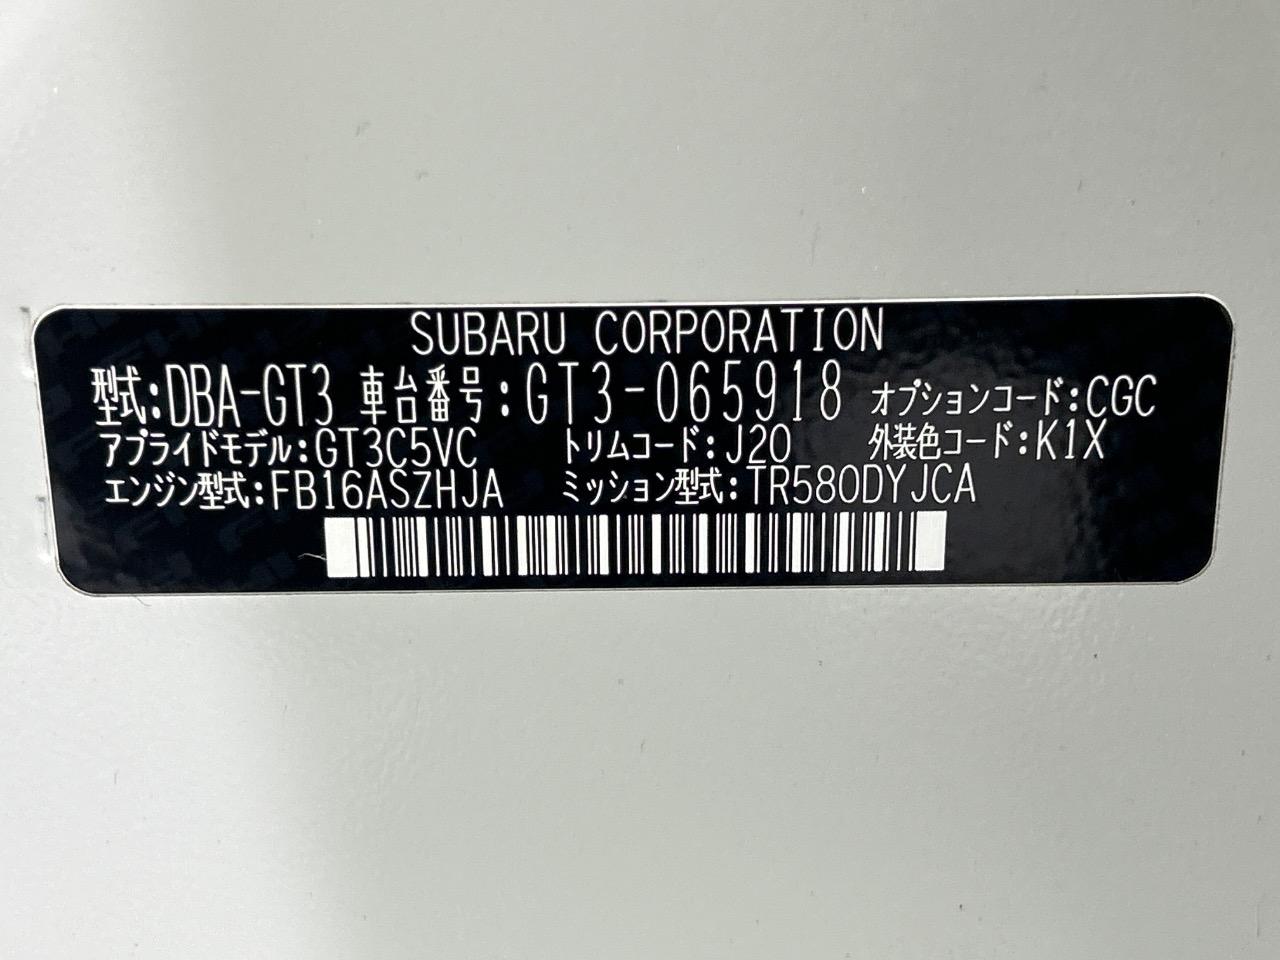 SUBARU CORPORATION
型式:DBA-GT3 車台番号:GT3-065918 オプションコード:CGC
アプライドモデル:GT3C5VC トリムコード:J20 外装色コード:K1X
エンジン型式:FB16ASZHJA ミッション型式:TR580DYJCA